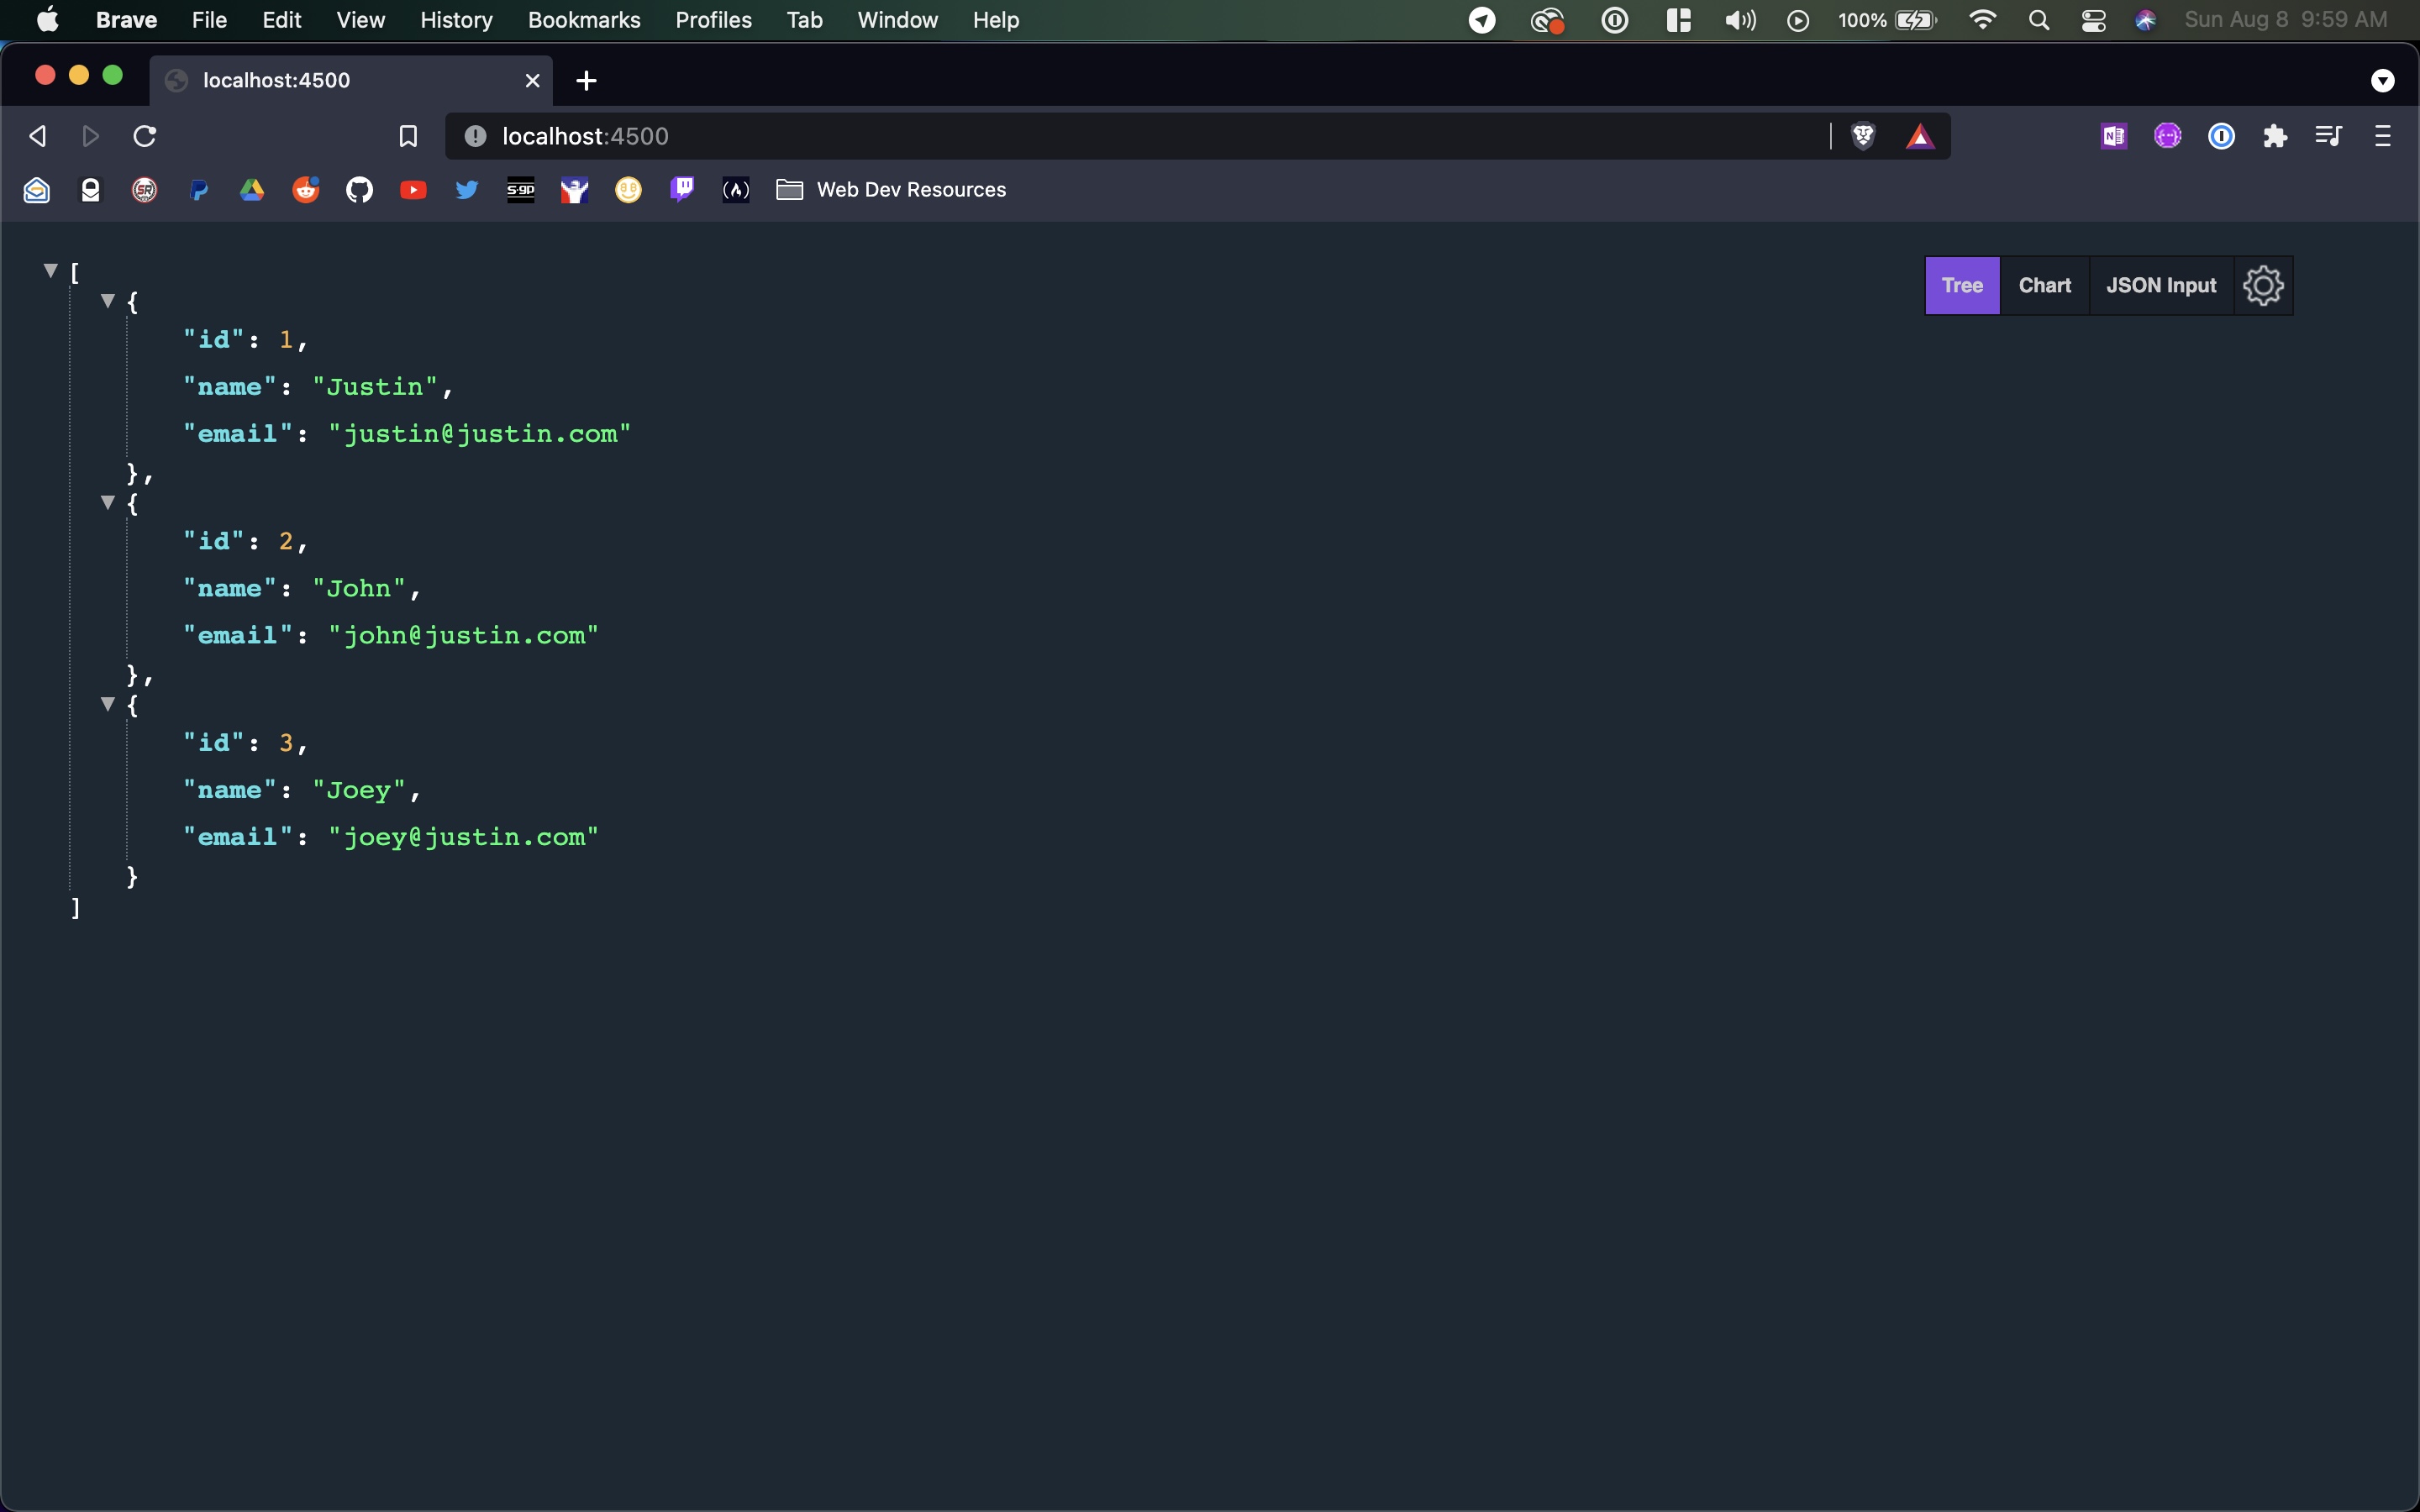 Brave File Edit View History Bookmarks Profiles Tab Window Help 100% Sun Aug 8 9:59 AM
localhost:4500
localhost:4500
Web Dev Resources
Tree Chart JSON Input
[
{
"id": 1,
"name": "Justin",
"email": "justin@justin.com"
},
{
"id": 2,
"name": "John",
"email": "john@justin.com"
},
{
"id": 3,
"name": "Joey",
"email": "joey@justin.com"
}
]